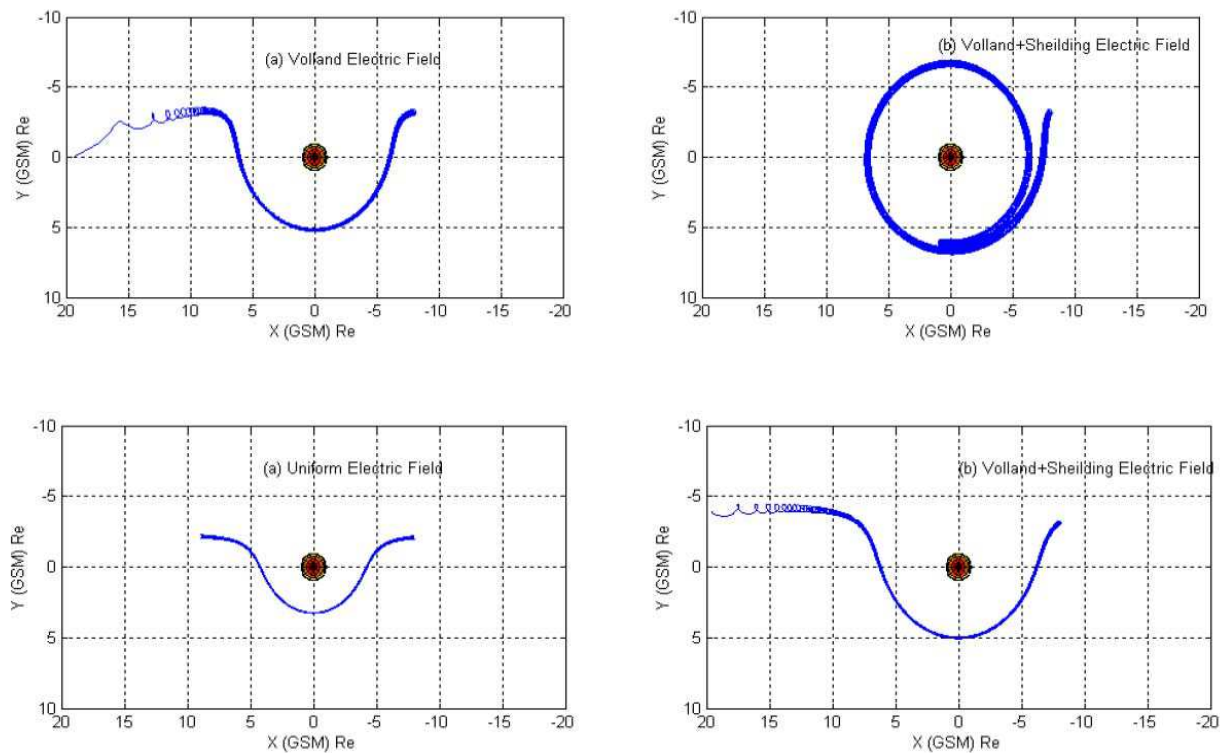 (a) Volland Electric Field
-10
-5
0
5
10
Y (GSM) Re
20 15 10 5 0 -5 -10 -15 -20
X (GSM) Re
(b) Volland+Sheilding Electric Field
-10
-5
0
5
10
Y (GSM) Re
20 15 10 5 0 -5 -10 -15 -20
X (GSM) Re
(a) Uniform Electric Field
-10
-5
0
5
10
Y (GSM) Re
20 15 10 5 0 -5 -10 -15 -20
X (GSM) Re
(b) Volland+Sheilding Electric Field
-10
-5
0
5
10
Y (GSM) Re
20 15 10 5 0 -5 -10 -15 -20
X (GSM) Re